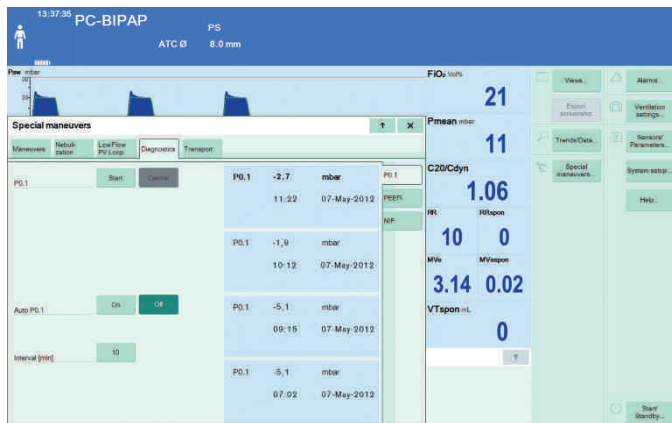 13:37:35 PC-BIPAP PS
ATC Ø 8.0 mm
Paw mbar
30
20
FiO₂ Vol%
21
Pmean mbar
11
C20/Cdyn
1.06
RR RRspon
10 0
MVe MVespon
3.14 0.02
VTspon mL
0
Special maneuvers
Maneuvers Nebuli-zation Low Flow PV Loop Diagnostics Transport
P0.1 Start Cancel
Auto P0.1 On Off
Interval [min] 10
P0.1 -2,7 mbar
11:22 07-May-2012
P0.1 -1,9 mbar
10:12 07-May-2012
P0.1 -5,1 mbar
09:15 07-May-2012
P0.1 -5,1 mbar
07:02 07-May-2012
P0.1
PEEPi
NIF
Views... Alarms...
Export screenshot Ventilation settings...
Trends/Data... Sensors/Parameters...
Special maneuvers... System setup...
Help...
Start/Standby...